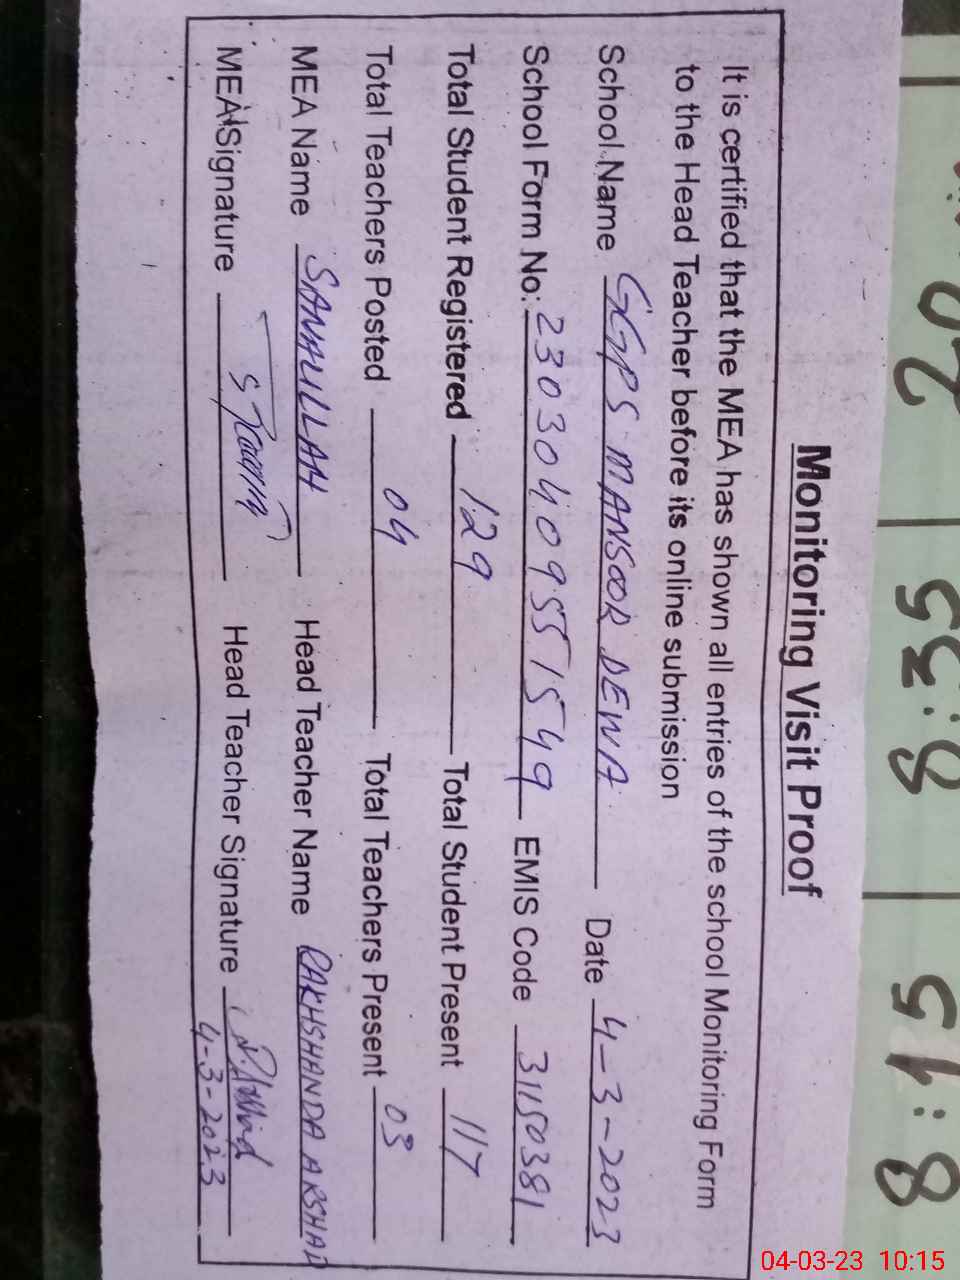 Monitoring Visit Proof
It is certified that the MEA has shown all entries of the school Monitoring Form
to the Head Teacher before its online submission
School Name GGPS MANSOOR DEWA Date 4-3-2023
School Form No: 23030409551549 EMIS Code 31150381
Total Student Registered 129 Total Student Present 117
Total Teachers Posted 04 Total Teachers Present 03
MEA Name SANAULLAH Head Teacher Name RAKHSHANDA ARSHAD
MEA Signature Head Teacher Signature
4-3-2023
8:35
8:15
04-03-23 10:15